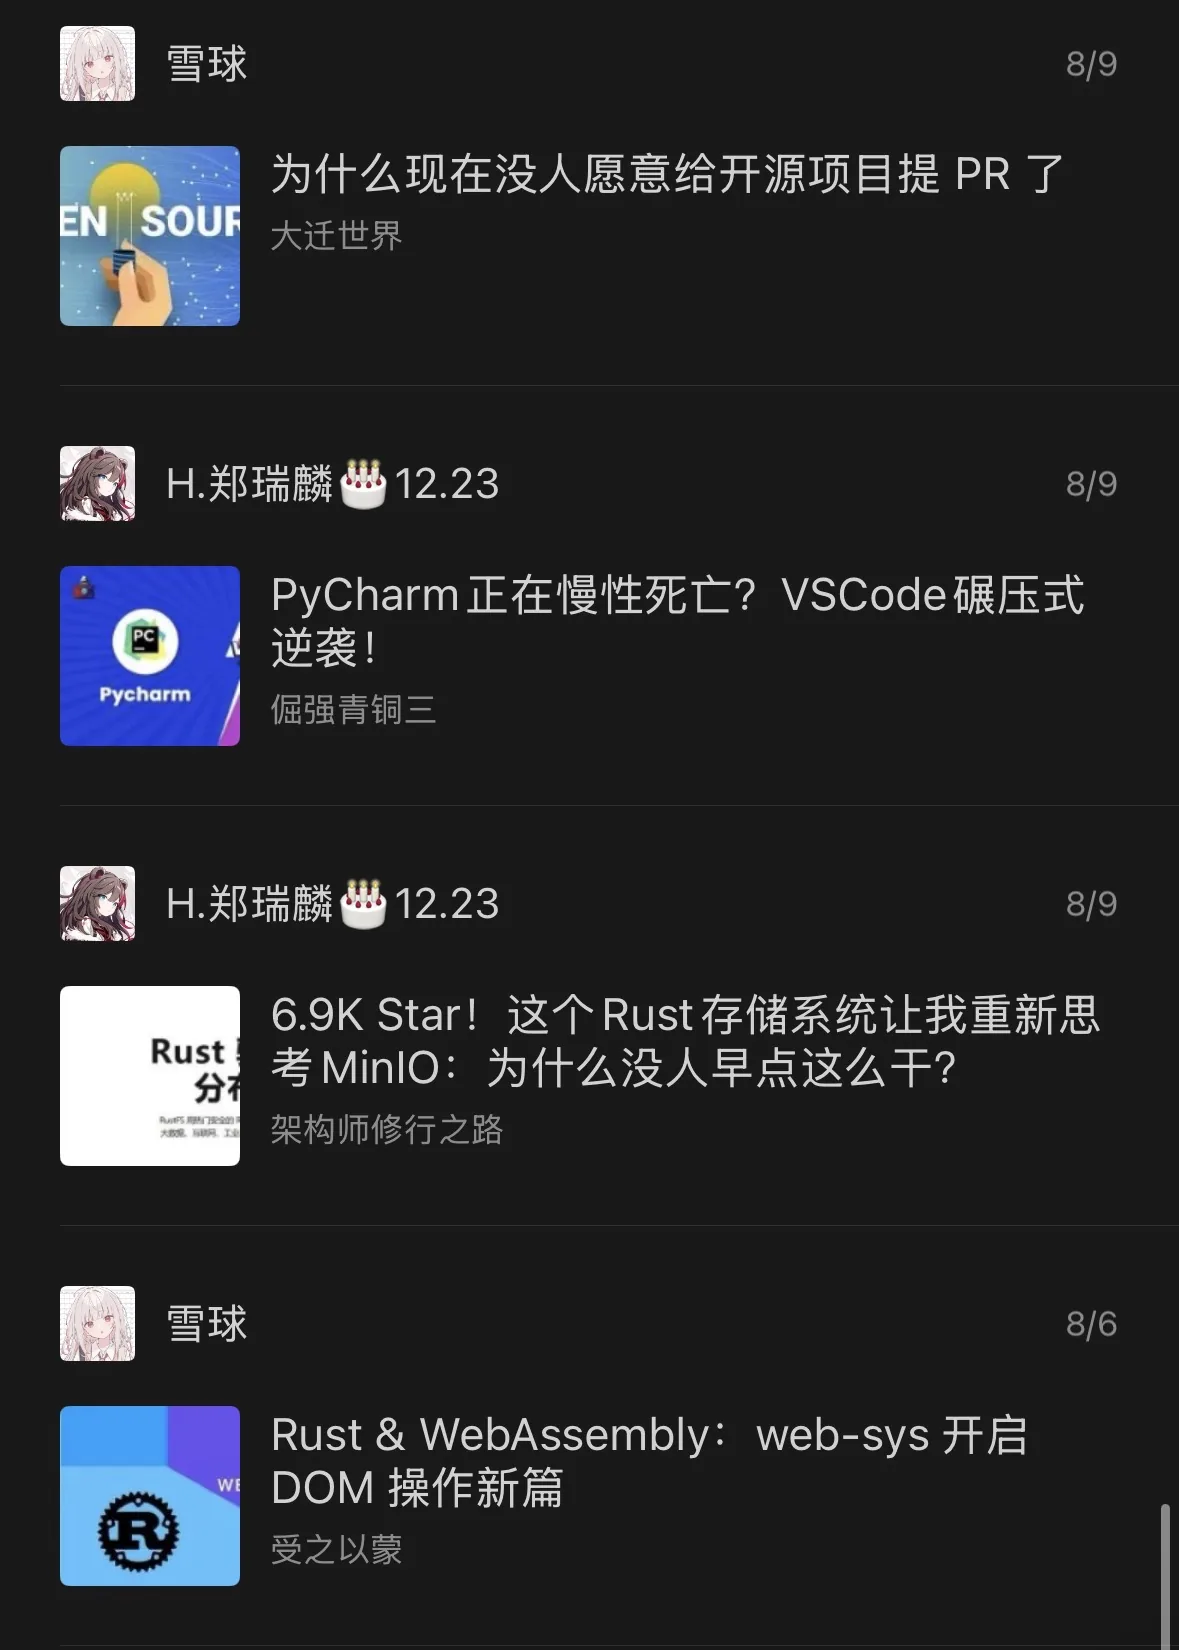 雪球
8/9
为什么现在没人愿意给开源项目提 PR 了
大迁世界
EN SOUR
H.郑瑞麟🎂12.23
8/9
PyCharm正在慢性死亡？VSCode碾压式
逆袭！
倔强青铜三
PC
Pycharm
H.郑瑞麟🎂12.23
8/9
6.9K Star！这个Rust存储系统让我重新思
考MinIO：为什么没人早点这么干？
架构师修行之路
Rust
分布
雪球
8/6
Rust & WebAssembly：web-sys 开启
DOM 操作新篇
受之以蒙
WE
R